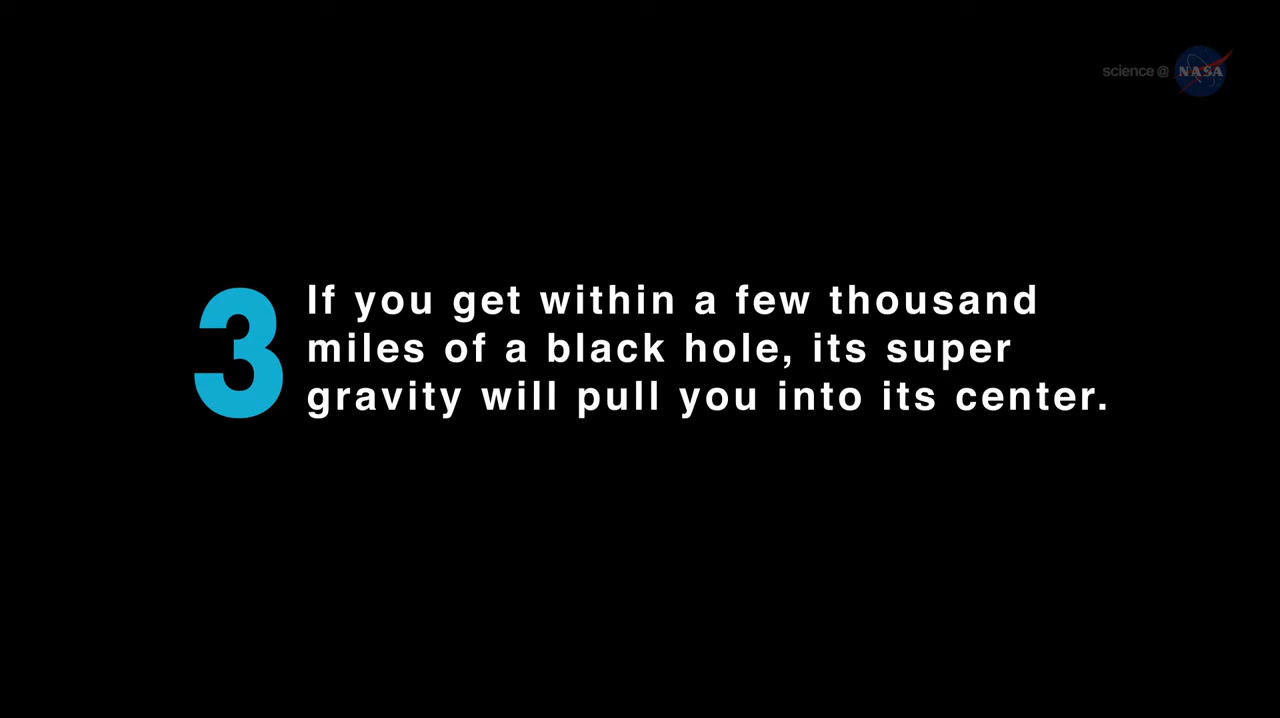 science@ NASA
3
If you get within a few thousand
miles of a black hole, its super
gravity will pull you into its center.